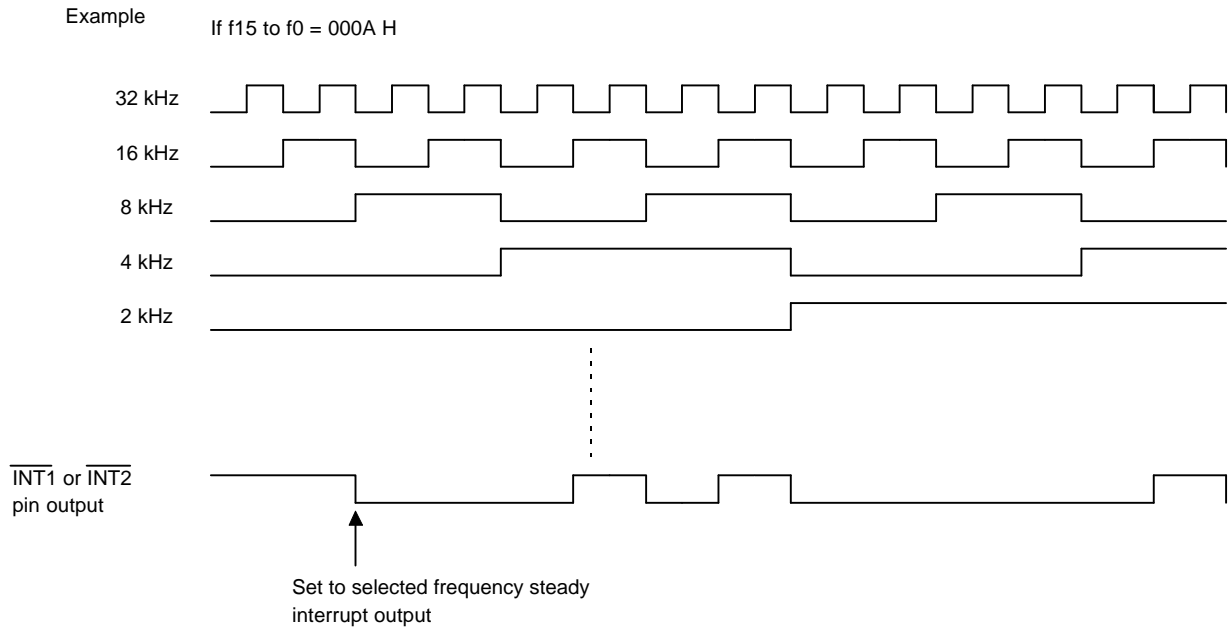 Example
If f15 to f0 = 000A H
32 kHz
16 kHz
8 kHz
4 kHz
2 kHz
INT1 or INT2
pin output
Set to selected frequency steady
interrupt output